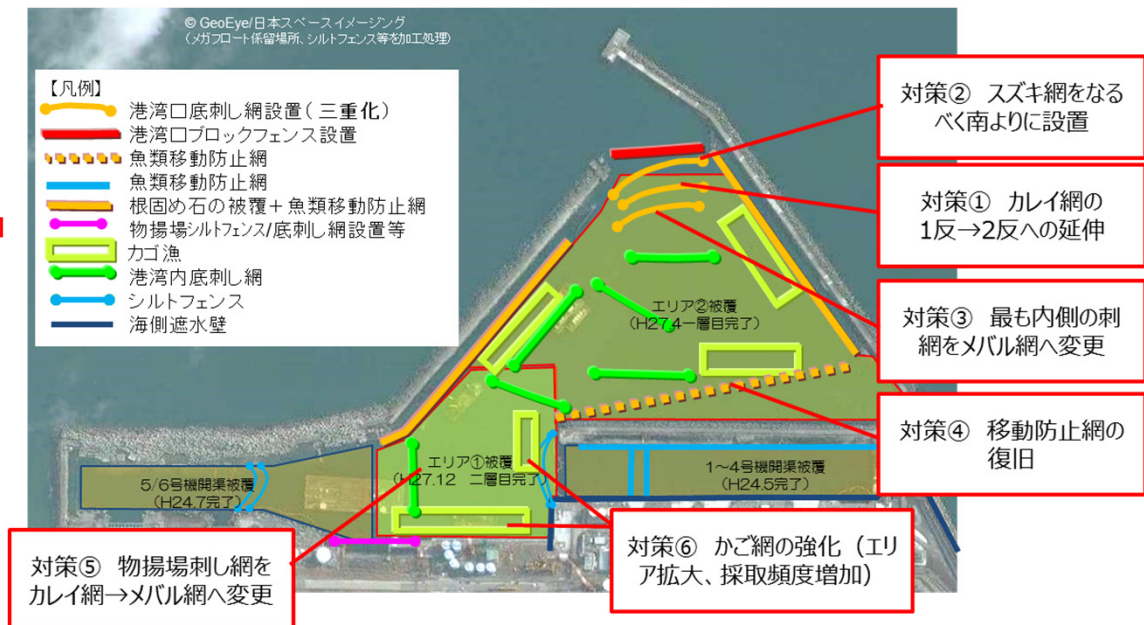 © GeoEye/日本スペースイメージング
(メガフロート係留場所、シルトフェンス等を加工処理)
【凡例】
港湾口底刺し網設置(三重化)
港湾口ブロックフェンス設置
魚類移動防止網
魚類移動防止網
根固め石の被覆+魚類移動防止網
物揚場シルトフェンス/底刺し網設置等
カゴ漁
港湾内底刺し網
シルトフェンス
海側遮水壁
対策② スズキ網をなる
べく南よりに設置
対策① カレイ網の
1反→2反への延伸
対策③ 最も内側の刺
網をメバル網へ変更
対策④ 移動防止網の
復旧
エリア②被覆
(H27.4一層目完了)
エリア①被覆
(H27.12 二層目完了)
5/6号機開渠被覆
(H24.7完了)
1~4号機開渠被覆
(H24.5完了)
対策⑤ 物揚場刺し網を
カレイ網→メバル網へ変更
対策⑥ かご網の強化(エリ
ア拡大、採取頻度増加)